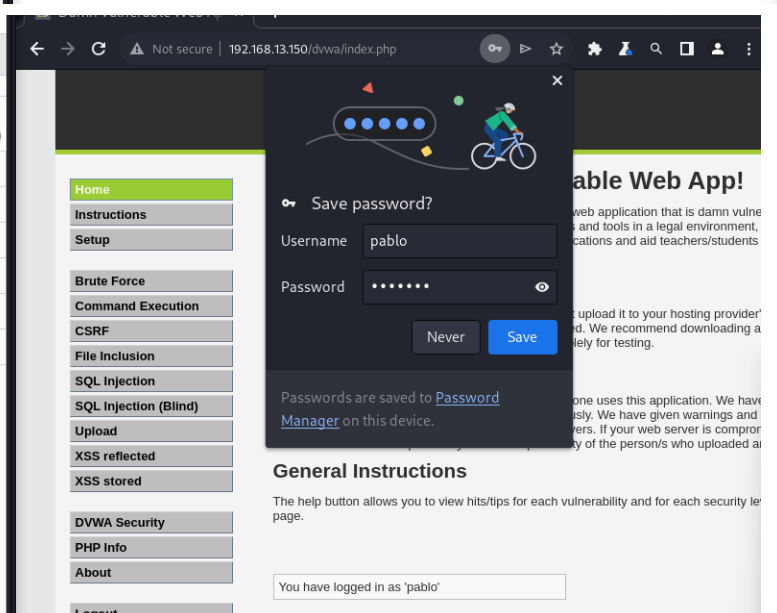 Damn Vulnerable Web Ap
Not secure | 192.168.13.150/dvwa/index.php
Save password?
Username pablo
Password •••••••
Never Save
Passwords are saved to Password
Manager on this device.
Home
Instructions
Setup
Brute Force
Command Execution
CSRF
File Inclusion
SQL Injection
SQL Injection (Blind)
Upload
XSS reflected
XSS stored
DVWA Security
PHP Info
About
Logout
able Web App!
web application that is damn vulne
and tools in a legal environment,
cations and aid teachers/students
upload it to your hosting provider'
ed. We recommend downloading a
lely for testing.
one uses this application. We have
usly. We have given warnings and
vers. If your web server is compron
ty of the person/s who uploaded a
General Instructions
The help button allows you to view hits/tips for each vulnerability and for each security le
page.
You have logged in as 'pablo'